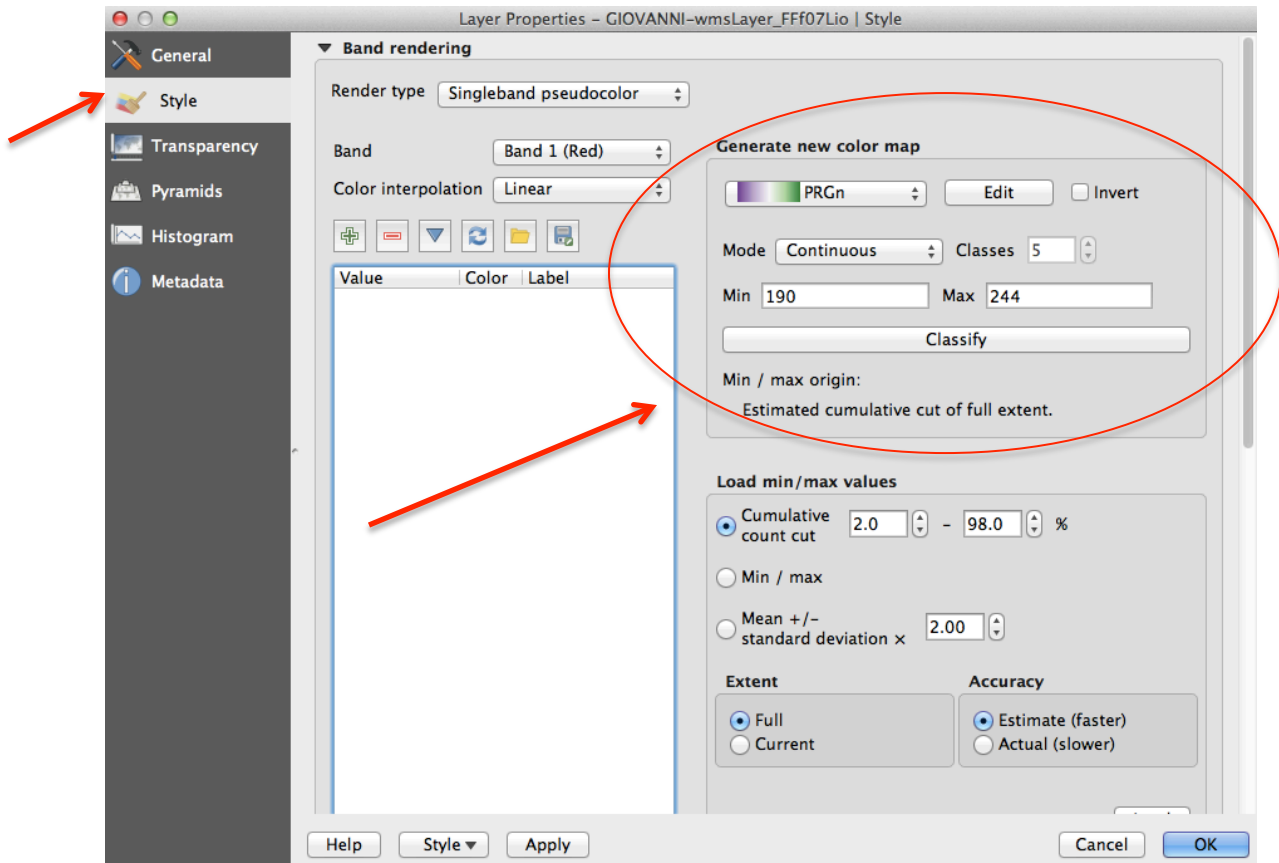 Layer Properties – GIOVANNI-wmsLayer_FFf07Lio | Style
General
Style
Transparency
Pyramids
Histogram
Metadata
Band rendering
Render type Singleband pseudocolor
Band Band 1 (Red)
Color interpolation Linear
Value Color Label
Generate new color map
PRGn Edit Invert
Mode Continuous Classes 5
Min 190 Max 244
Classify
Min / max origin:
Estimated cumulative cut of full extent.
Load min/max values
Cumulative
count cut 2.0 – 98.0 %
Min / max
Mean +/-
standard deviation × 2.00
Extent
Full
Current
Accuracy
Estimate (faster)
Actual (slower)
Help Style Apply Cancel OK